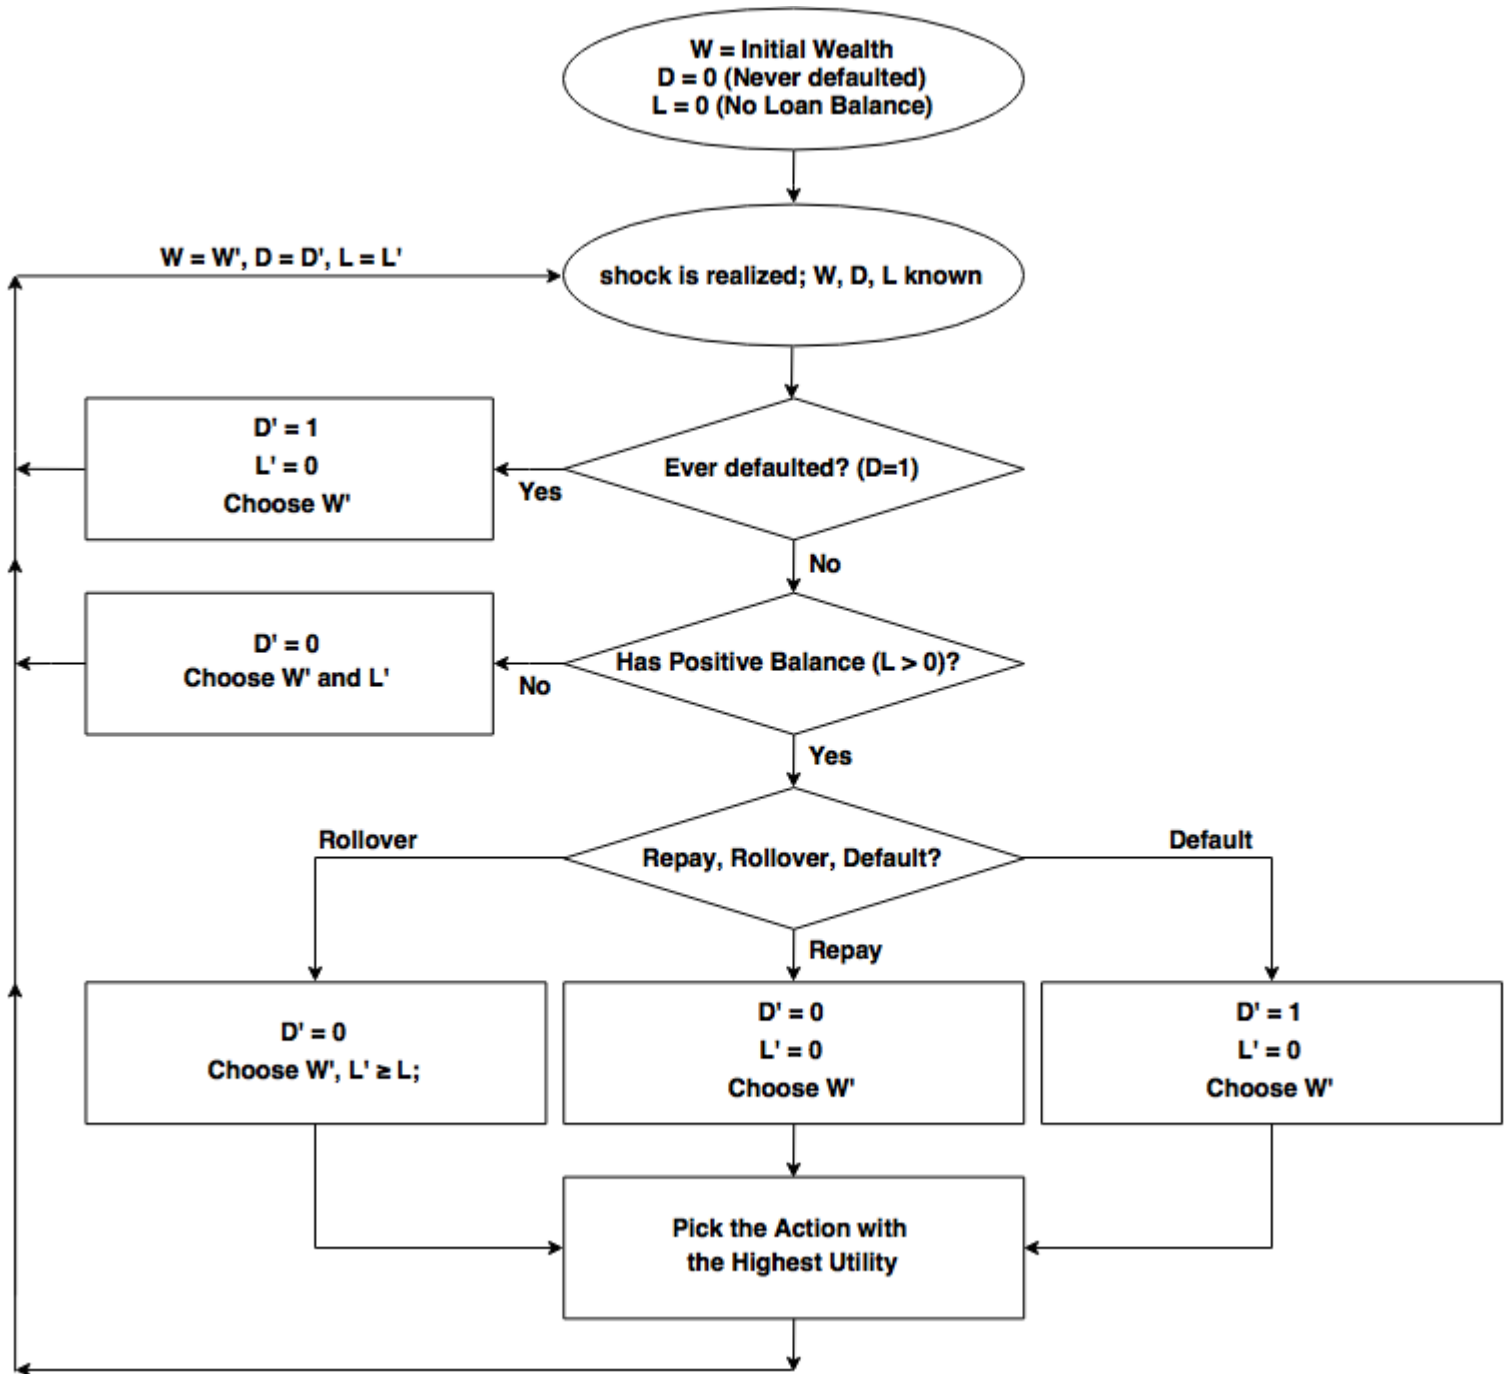 W = Initial Wealth
D = 0 (Never defaulted)
L = 0 (No Loan Balance)
W = W', D = D', L = L'
shock is realized; W, D, L known
D' = 1
L' = 0
Choose W'
Ever defaulted? (D=1)
Yes
No
D' = 0
Choose W' and L'
Has Positive Balance (L > 0)?
No
Yes
Rollover
Repay, Rollover, Default?
Default
Repay
D' = 0
Choose W', L' ≥ L;
D' = 0
L' = 0
Choose W'
D' = 1
L' = 0
Choose W'
Pick the Action with
the Highest Utility